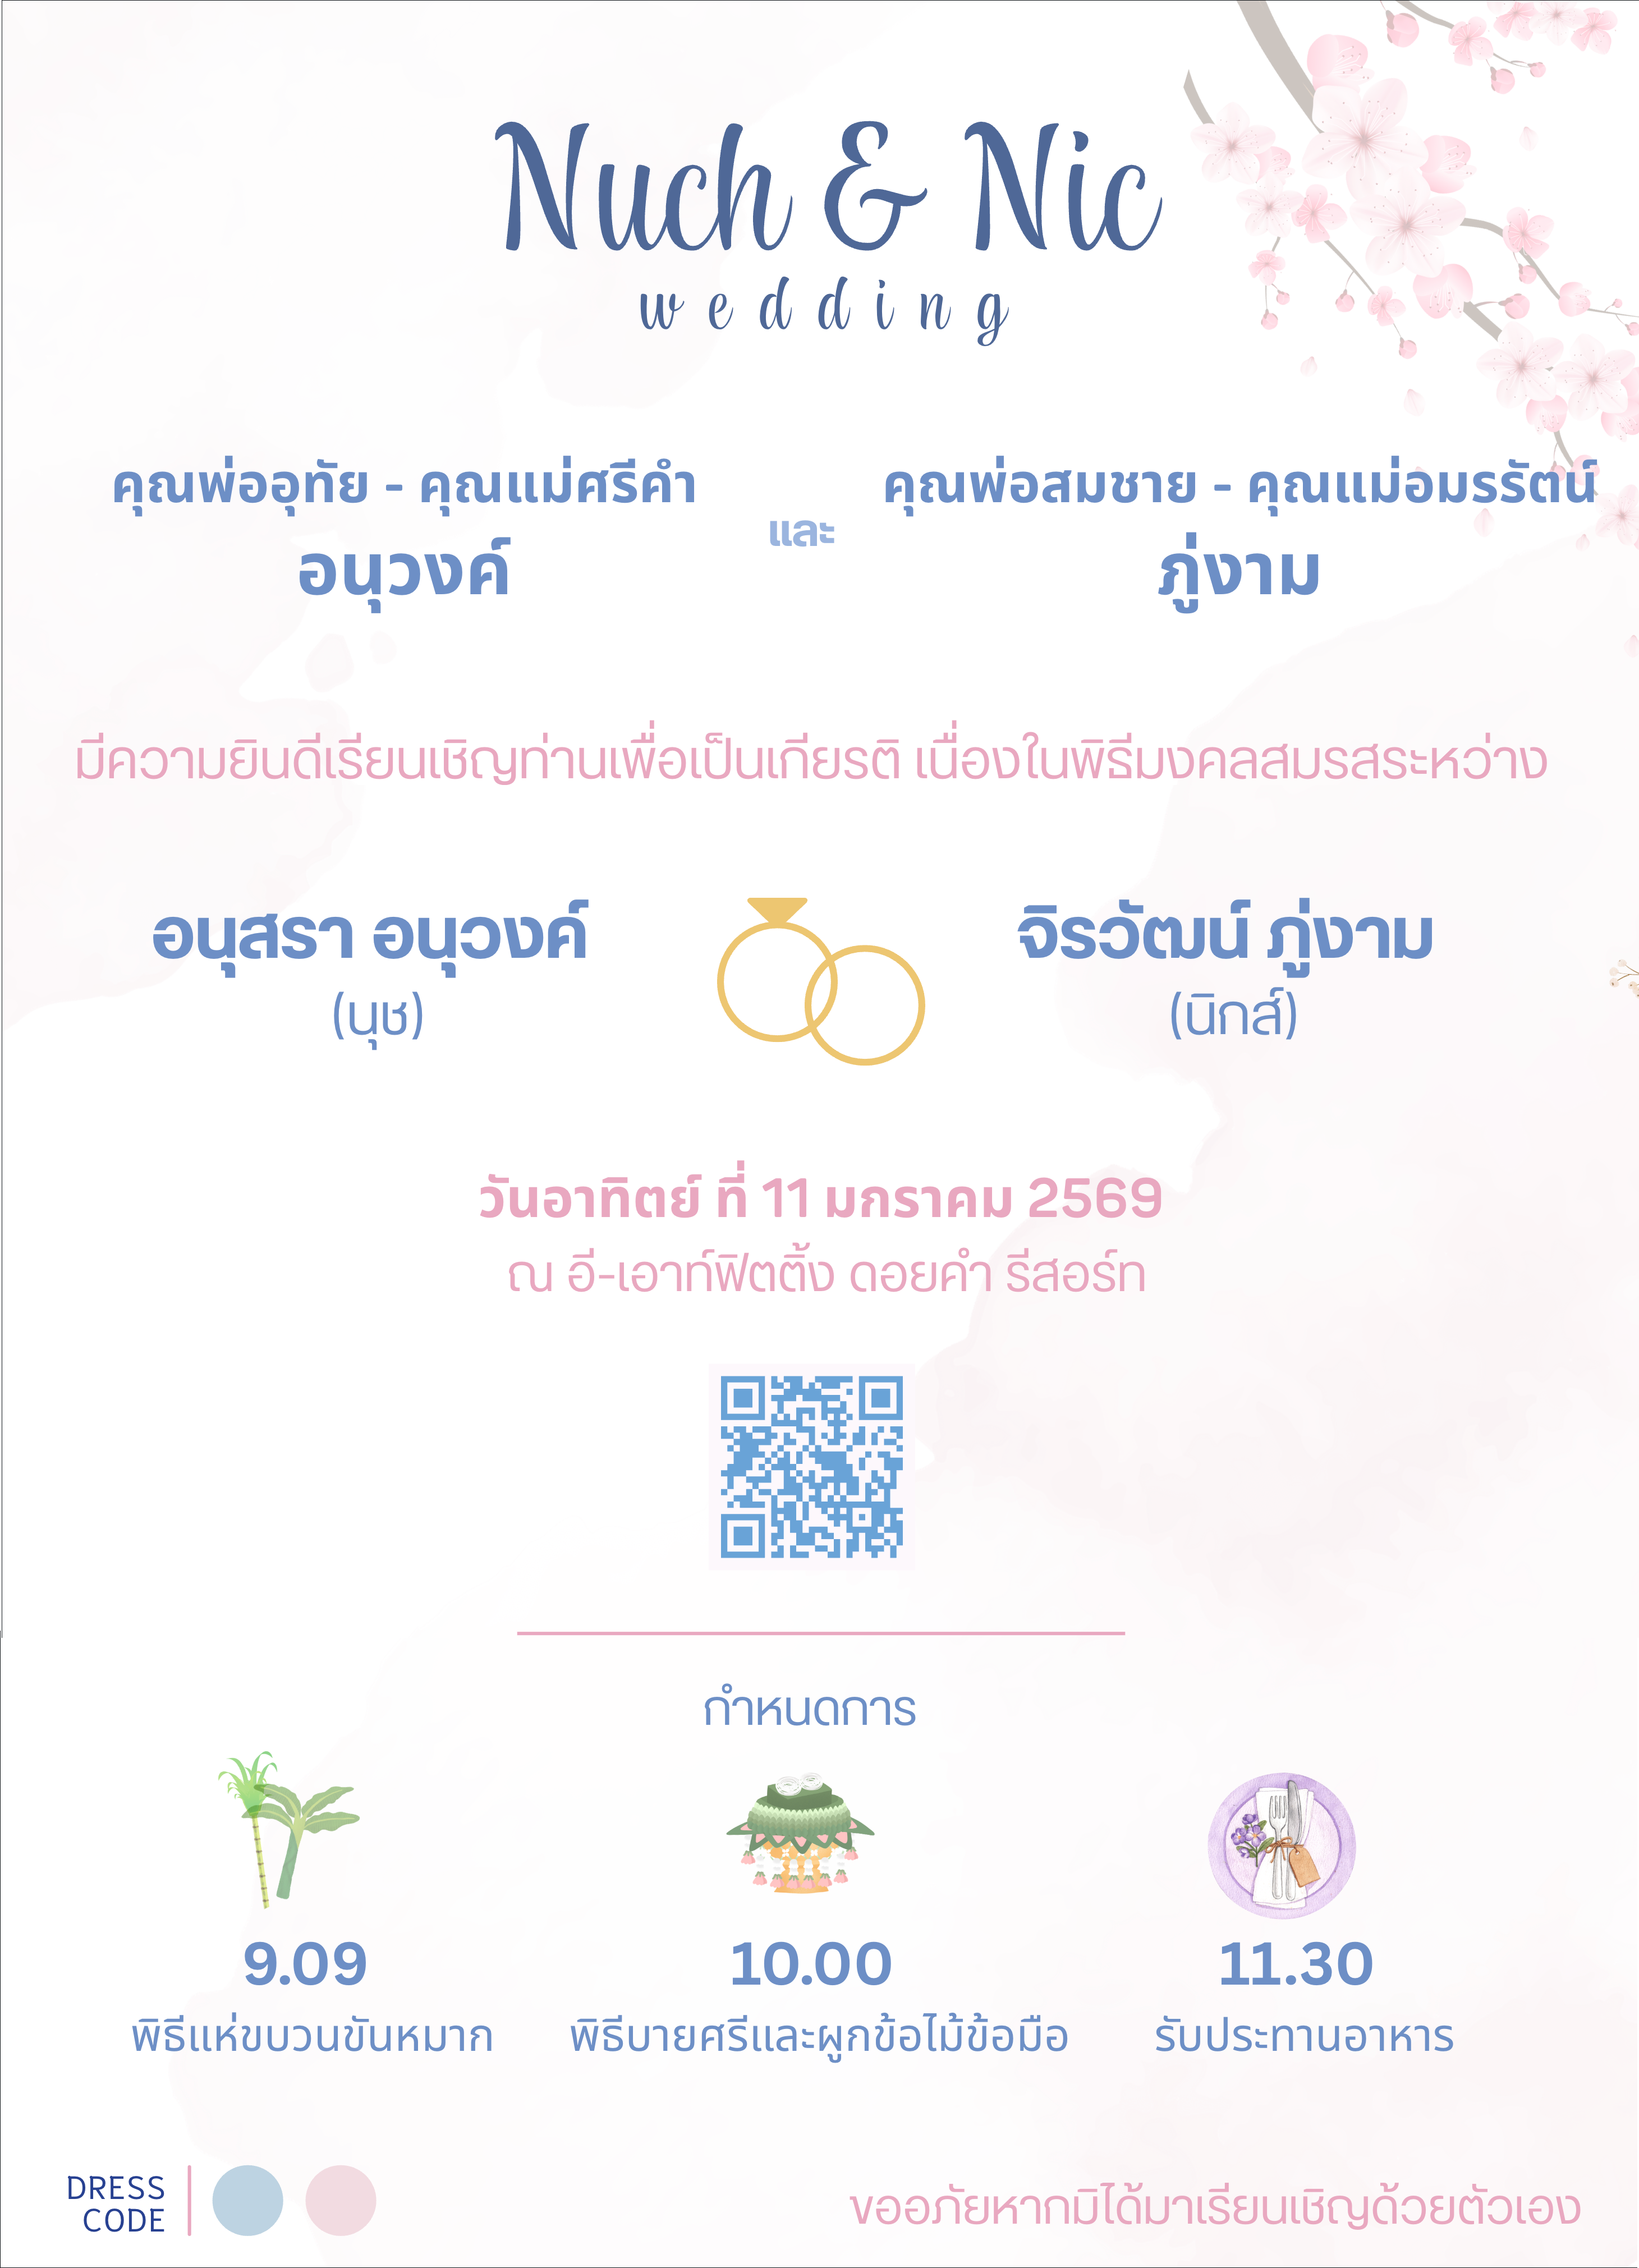 Nuch & Nic
wedding
คุณพ่ออุทัย - คุณแม่ศรีคำ
อนุวงค์
และ
คุณพ่อสมชาย - คุณแม่อมรรัตน์
ภู่งาม
มีความยินดีเรียนเชิญท่านเพื่อเป็นเกียรติ เนื่องในพิธีมงคลสมรสระหว่าง
อนุสรา อนุวงค์
(นุช)
จิรวัฒน์ ภู่งาม
(นิกส์)
วันอาทิตย์ ที่ 11 มกราคม 2569
ณ อี-เอาท์ฟิตติ้ง ดอยคำ รีสอร์ท
กำหนดการ
9.09
พิธีแห่ขบวนขันหมาก
10.00
พิธีบายศรีและผูกข้อไม้ข้อมือ
11.30
รับประทานอาหาร
DRESS
CODE
ขออภัยหากมิได้มาเรียนเชิญด้วยตัวเอง